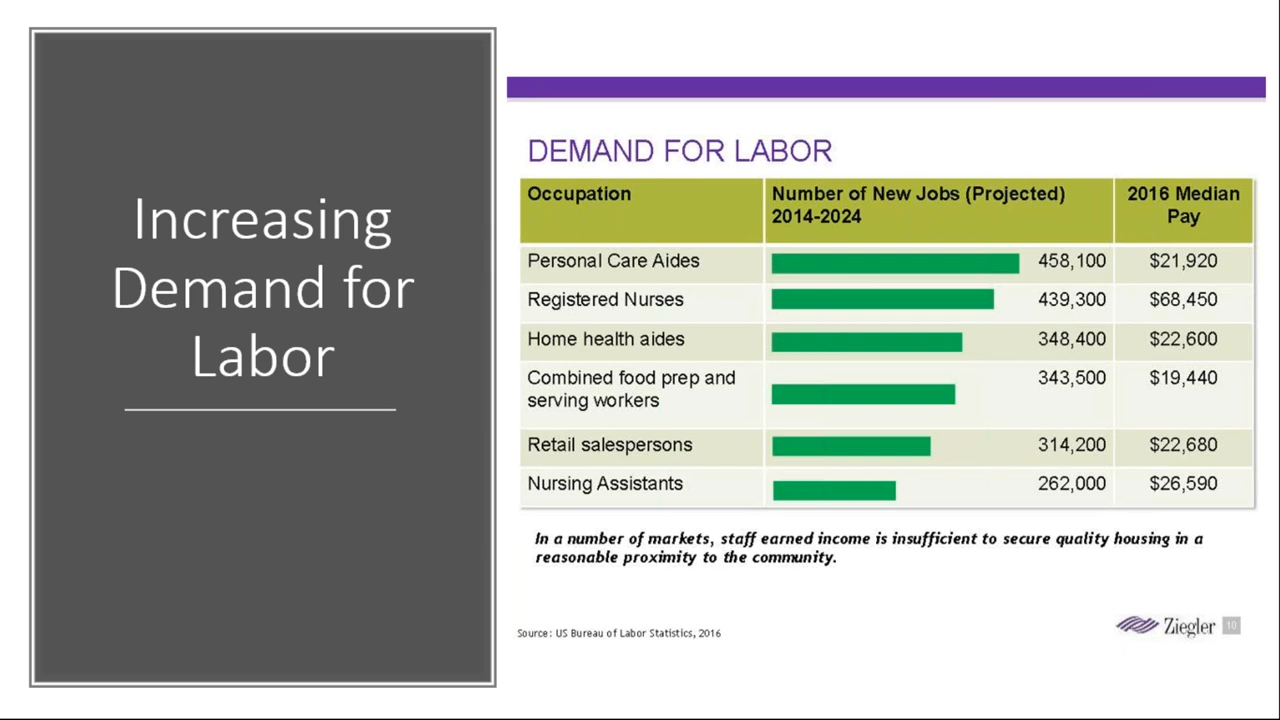 Increasing
Demand for
Labor
DEMAND FOR LABOR
Occupation
Number of New Jobs (Projected)
2014-2024
2016 Median
Pay
Personal Care Aides 458,100 $21,920
Registered Nurses 439,300 $68,450
Home health aides 348,400 $22,600
Combined food prep and 343,500 $19,440
serving workers
Retail salespersons 314,200 $22,680
Nursing Assistants 262,000 $26,590
In a number of markets, staff earned income is insufficient to secure quality housing in a
reasonable proximity to the community.
Source: US Bureau of Labor Statistics, 2016
Ziegler 10